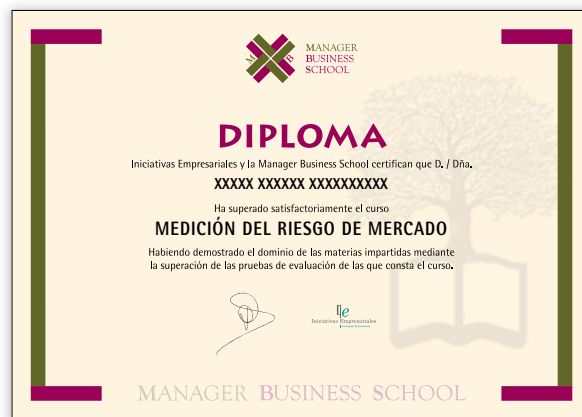 M B
MANAGER
BUSINESS
SCHOOL
DIPLOMA
Iniciativas Empresariales y la Manager Business School certifican que D. / Dña.
XXXXX XXXXXX XXXXXXXXXX
Ha superado satisfactoriamente el curso
MEDICIÓN DEL RIESGO DE MERCADO
Habiendo demostrado el dominio de las materias impartidas mediante
la superación de las pruebas de evaluación de las que consta el curso.
Iniciativas Empresariales
MANAGER BUSINESS SCHOOL